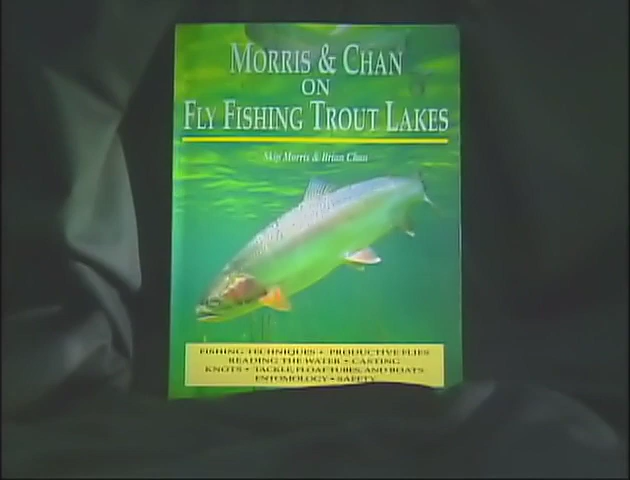 MORRIS & CHAN
ON
FLY FISHING TROUT LAKES
Skip Morris & Brian Chan
FISHING TECHNIQUES • PRODUCTIVE FLIES
READING THE WATER • CASTING
KNOTS • TACKLE, FLOAT TUBES, AND BOATS
ENTOMOLOGY • SAFETY